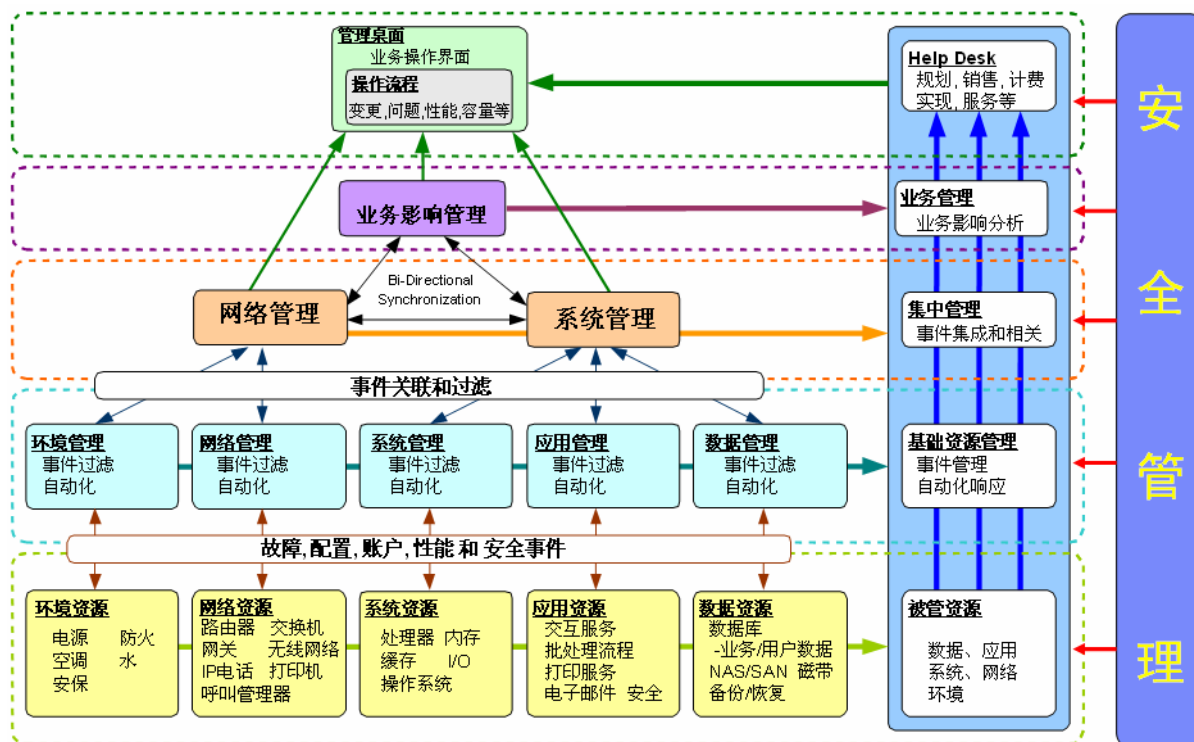 管理桌面
业务操作界面
操作流程
变更,问题,性能,容量等
Help Desk
规划, 销售, 计费
实现, 服务等
业务影响管理
业务管理
业务影响分析
Bi-Directional
Synchronization
网络管理
系统管理
集中管理
事件集成和相关
事件关联和过滤
环境管理
事件过滤
自动化
网络管理
事件过滤
自动化
系统管理
事件过滤
自动化
应用管理
事件过滤
自动化
数据管理
事件过滤
自动化
基础资源管理
事件管理
自动化响应
故障, 配置, 账户, 性能 和 安全事件
环境资源
电源 防火
空调 水
安保
网络资源
路由器 交换机
网关 无线网络
IP电话 打印机
呼叫管理器
系统资源
处理器 内存
缓存 I/O
操作系统
应用资源
交互服务
批处理流程
打印服务
电子邮件 安全
数据资源
数据库
-业务/用户数据
NAS/SAN 磁带
备份/恢复
被管资源
数据、应用
系统、网络
环境
安
全
管
理